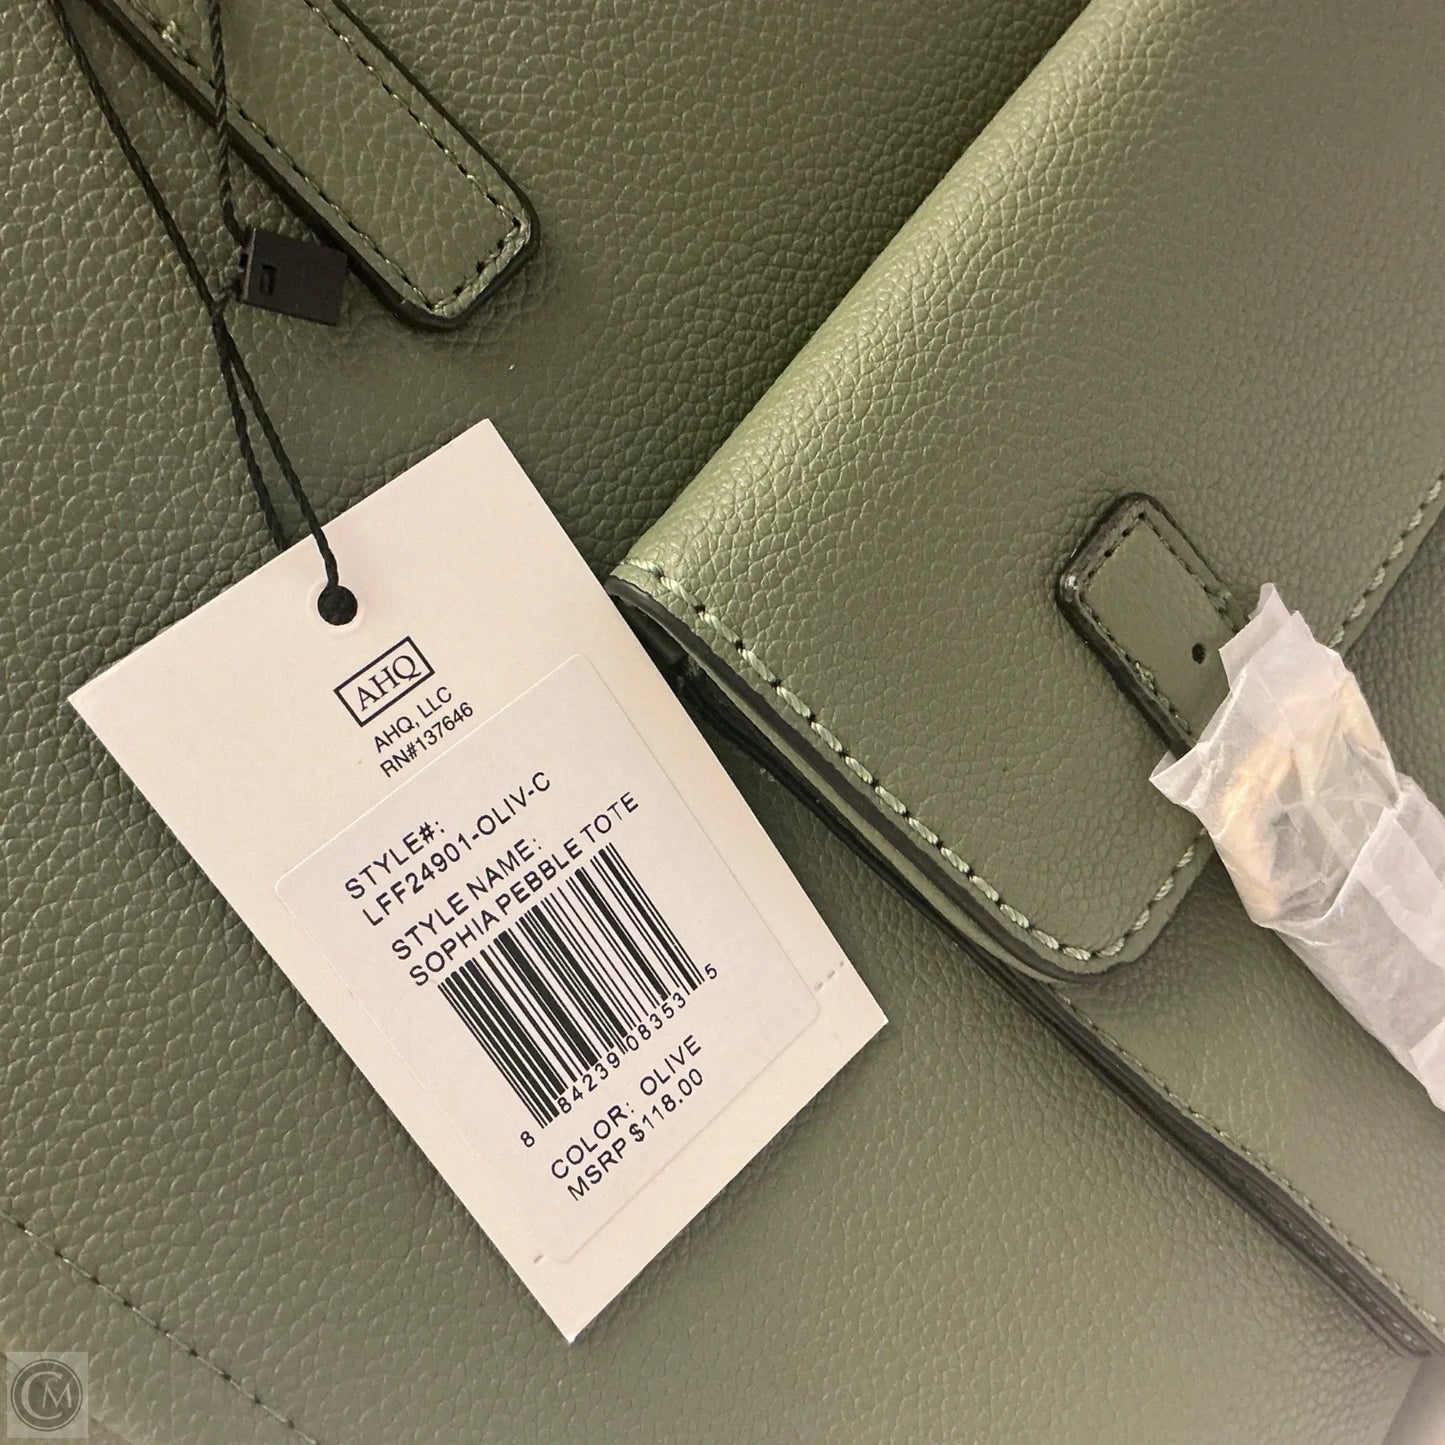 AHQ
AHQ, LLC
RN#137646
STYLE#:
LFF24901-OLIV-C
STYLE NAME:
SOPHIA PEBBLE TOTE
8 84239 08353 5
COLOR: OLIVE
MSRP $118.00
CM